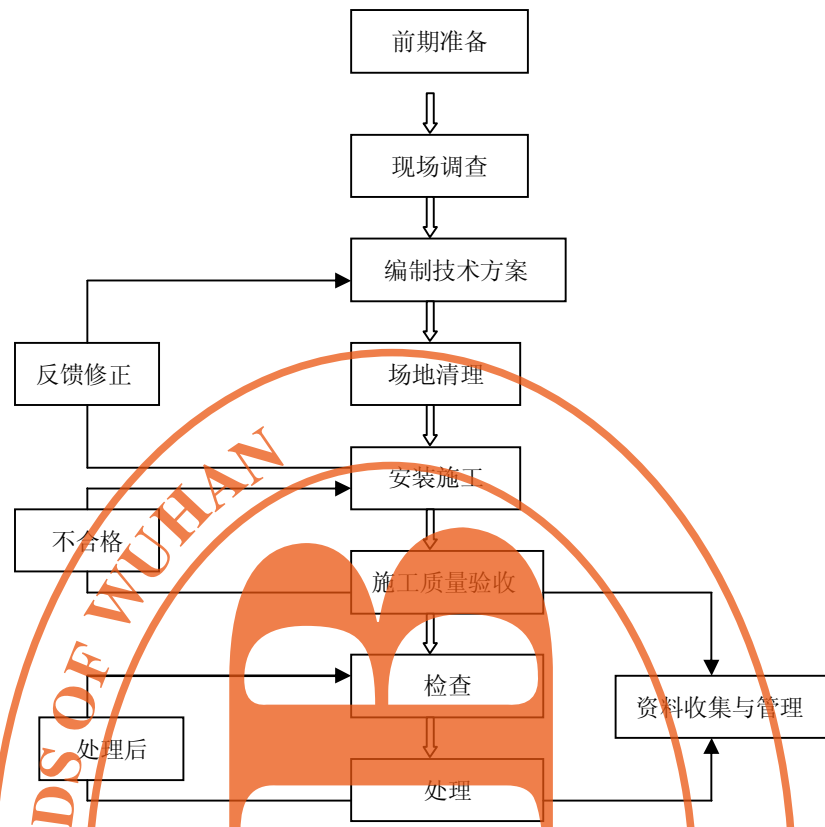 前期准备
现场调查
编制技术方案
反馈修正
场地清理
安装施工
不合格
施工质量验收
检查
资料收集与管理
处理后
处理
DS OF WUHAN